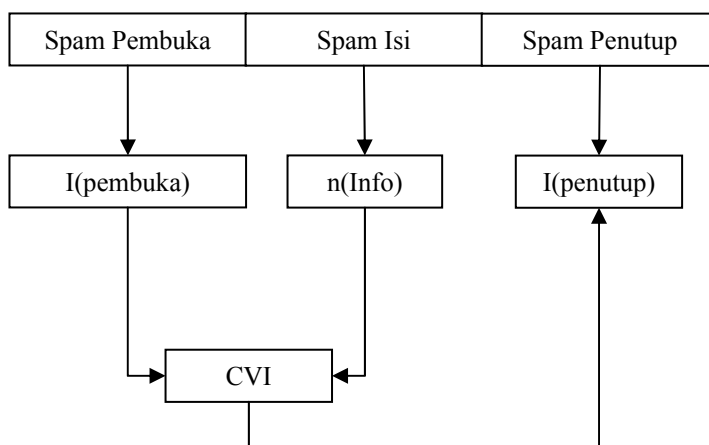 Spam Pembuka Spam Isi Spam Penutup
I(pembuka) n(Info) I(penutup)
CVI